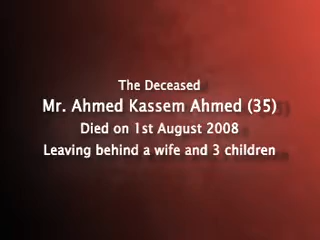 The Deceased
Mr. Ahmed Kassem Ahmed (35)
Died on 1st August 2008
Leaving behind a wife and 3 children